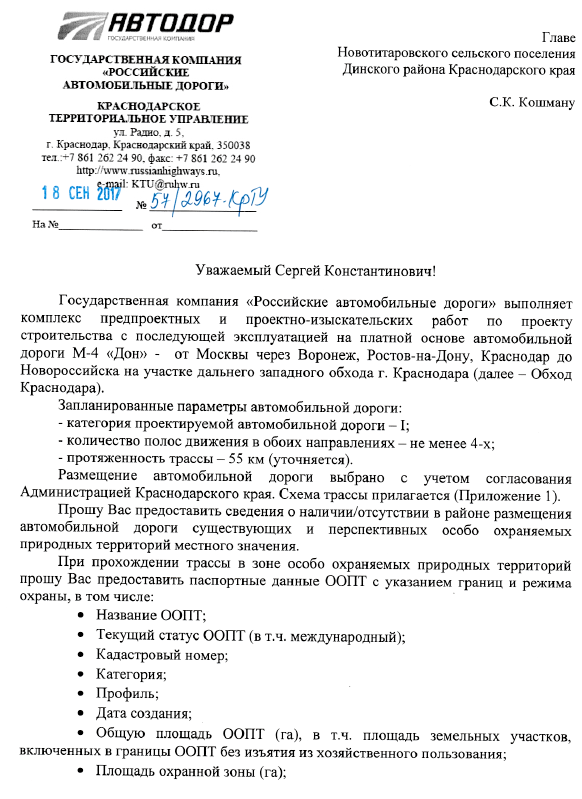 АВТОДОР
ГОСУДАРСТВЕННАЯ КОМПАНИЯ
ГОСУДАРСТВЕННАЯ КОМПАНИЯ
«РОССИЙСКИЕ
АВТОМОБИЛЬНЫЕ ДОРОГИ»
КРАСНОДАРСКОЕ
ТЕРРИТОРИАЛЬНОЕ УПРАВЛЕНИЕ
ул. Радио, д. 5,
г. Краснодар, Краснодарский край, 350038
тел.:+7 861 262 24 90, факс: +7 861 262 24 90
http://www.russianhighways.ru,
e-mail: KTU@ruhw.ru
18 СЕН 2017 № 57/2967-КрТУ
На №______________ от______________
Главе
Новотитаровского сельского поселения
Динского района Краснодарского края
С.К. Кошману
Уважаемый Сергей Константинович!
Государственная компания «Российские автомобильные дороги» выполняет
комплекс предпроектных и проектно-изыскательских работ по проекту
строительства с последующей эксплуатацией на платной основе автомобильной
дороги М-4 «Дон» - от Москвы через Воронеж, Ростов-на-Дону, Краснодар до
Новороссийска на участке дальнего западного обхода г. Краснодара (далее – Обход
Краснодара).
Запланированные параметры автомобильной дороги:
- категория проектируемой автомобильной дороги – I;
- количество полос движения в обоих направлениях – не менее 4-х;
- протяженность трассы – 55 км (уточняется).
Размещение автомобильной дороги выбрано с учетом согласования
Администрацией Краснодарского края. Схема трассы прилагается (Приложение 1).
Прошу Вас предоставить сведения о наличии/отсутствии в районе размещения
автомобильной дороги существующих и перспективных особо охраняемых
природных территорий местного значения.
При прохождении трассы в зоне особо охраняемых природных территорий
прошу Вас предоставить паспортные данные ООПТ с указанием границ и режима
охраны, в том числе:
• Название ООПТ;
• Текущий статус ООПТ (в т.ч. международный);
• Кадастровый номер;
• Категория;
• Профиль;
• Дата создания;
• Общую площадь ООПТ (га), в т.ч. площадь земельных участков,
включенных в границы ООПТ без изъятия из хозяйственного пользования;
• Площадь охранной зоны (га);